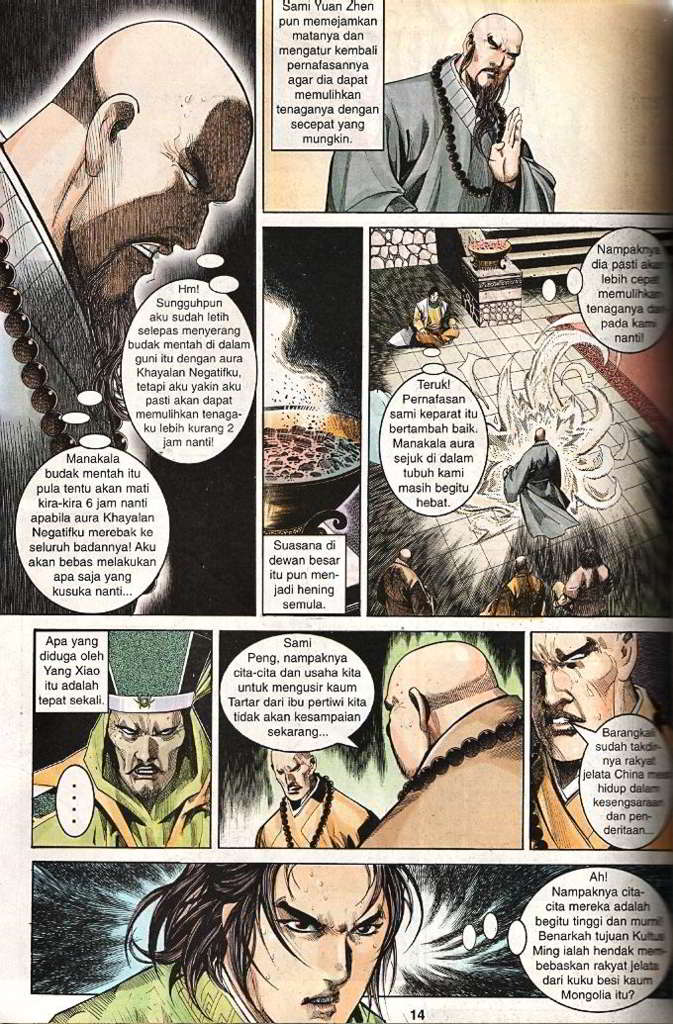 Sami Yuan Zhen
pun memejamkan
matanya dan
mengatur kembali
pernafasannya
agar dia dapat
memulihkan
tenaganya dengan
secepat yang
mungkin.
Hm!
Sungguhpun
aku sudah letih
selepas menyerang
budak mentah di dalam
guni itu dengan aura
Khayalan Negatifku,
tetapi aku yakin aku
pasti akan dapat
memulihkan tenaga-
ku lebih kurang 2
jam nanti!
Manakala
budak mentah itu
pula tentu akan mati
kira-kira 6 jam nanti
apabila aura Khayalan
Negatifku merebak ke
seluruh badannya! Aku
akan bebas melakukan
apa saja yang
kusuka nanti...
Suasana di
dewan besar
itu pun men-
jadi hening
semula.
Nampaknya
dia pasti akan
lebih cepat
memulihkan
tenaganya dari-
pada kami
nanti!
Teruk!
Pernafasan
sami keparat itu
bertambah baik.
Manakala aura
sejuk di dalam
tubuh kami
masih begitu
hebat.
Apa yang
diduga oleh
Yang Xiao
itu adalah
tepat sekali.
....
Sami
Peng, nampaknya
cita-cita dan usaha kita
untuk mengusir kaum
Tartar dari ibu pertiwi kita
tidak akan kesampaian
sekarang...
Barangkali
sudah takdir-
nya rakyat
jelata China mesti
hidup dalam
kesengsaraan
dan pen-
deritaan...
Ah!
Nampaknya cita-
cita mereka adalah
begitu tinggi dan murni!
Benarkah tujuan Kultus
Ming ialah hendak mem-
bebaskan rakyat jelata
dari kuku besi kaum
Mongolia itu?
14